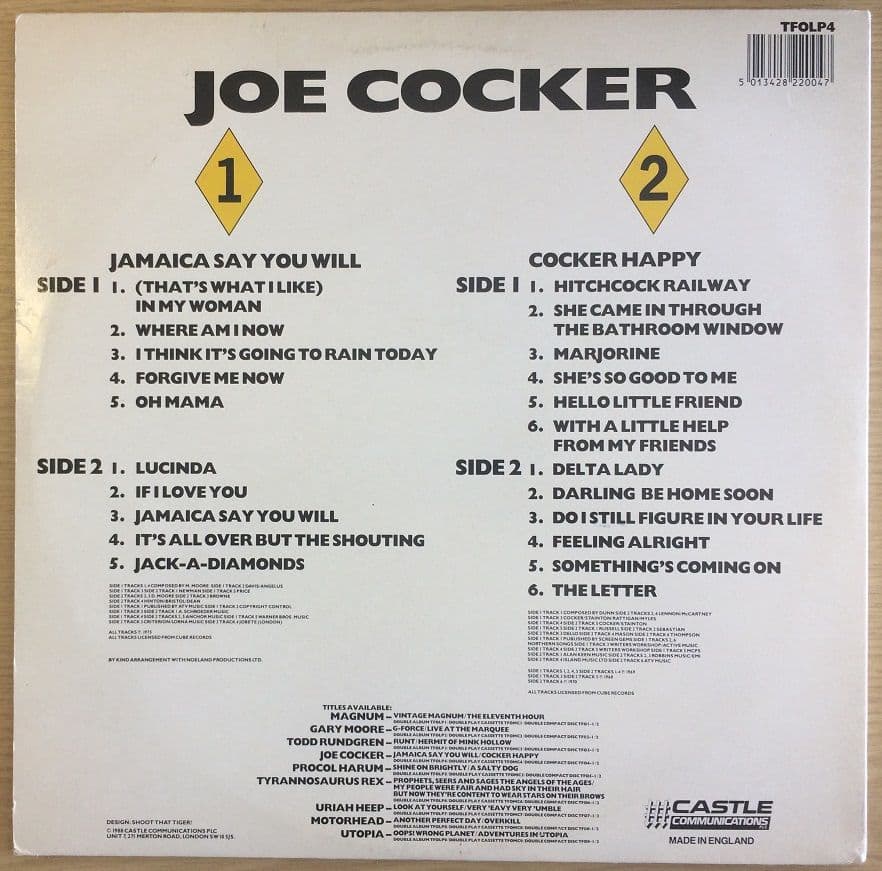 TFOLP4
5 013428 220047
JOE COCKER
1
2
JAMAICA SAY YOU WILL
SIDE 1 1. (THAT'S WHAT I LIKE)
IN MY WOMAN
2. WHERE AM I NOW
3. I THINK IT'S GOING TO RAIN TODAY
4. FORGIVE ME NOW
5. OH MAMA
SIDE 2 1. LUCINDA
2. IF I LOVE YOU
3. JAMAICA SAY YOU WILL
4. IT'S ALL OVER BUT THE SHOUTING
5. JACK-A-DIAMONDS
ALL TRACKS LICENSED FROM CUBE RECORDS
BY KIND ARRANGEMENT WITH NOELAND PRODUCTIONS LTD.
COCKER HAPPY
SIDE 1 1. HITCHCOCK RAILWAY
2. SHE CAME IN THROUGH
THE BATHROOM WINDOW
3. MARJORINE
4. SHE'S SO GOOD TO ME
5. HELLO LITTLE FRIEND
6. WITH A LITTLE HELP
FROM MY FRIENDS
SIDE 2 1. DELTA LADY
2. DARLING BE HOME SOON
3. DO I STILL FIGURE IN YOUR LIFE
4. FEELING ALRIGHT
5. SOMETHING'S COMING ON
6. THE LETTER
ALL TRACKS LICENSED FROM CUBE RECORDS
TITLES AVAILABLE:
MAGNUM – VINTAGE MAGNUM/THE ELEVENTH HOUR
GARY MOORE – G-FORCE/LIVE AT THE MARQUEE
TODD RUNDGREN – RUNT/HERMIT OF MINK HOLLOW
JOE COCKER – JAMAICA SAY YOU WILL/COCKER HAPPY
PROCOL HARUM – SHINE ON BRIGHTLY/A SALTY DOG
TYRANNOSAURUS REX – PROPHETS, SEERS AND SAGES THE ANGELS OF THE AGES/
MY PEOPLE WERE FAIR AND HAD SKY IN THEIR HAIR
BUT NOW THEY'RE CONTENT TO WEAR STARS ON THEIR BROWS
URIAH HEEP – LOOK AT YOURSELF/VERY 'EAVY VERY 'UMBLE
MOTORHEAD – ANOTHER PERFECT DAY/OVERKILL
UTOPIA – OOPS! WRONG PLANET/ADVENTURES IN UTOPIA
DESIGN: SHOOT THAT TIGER!
© 1988 CASTLE COMMUNICATIONS PLC
UNIT 7, 271 MERTON ROAD, LONDON SW18 5JS.
CASTLE
COMMUNICATIONS
MADE IN ENGLAND